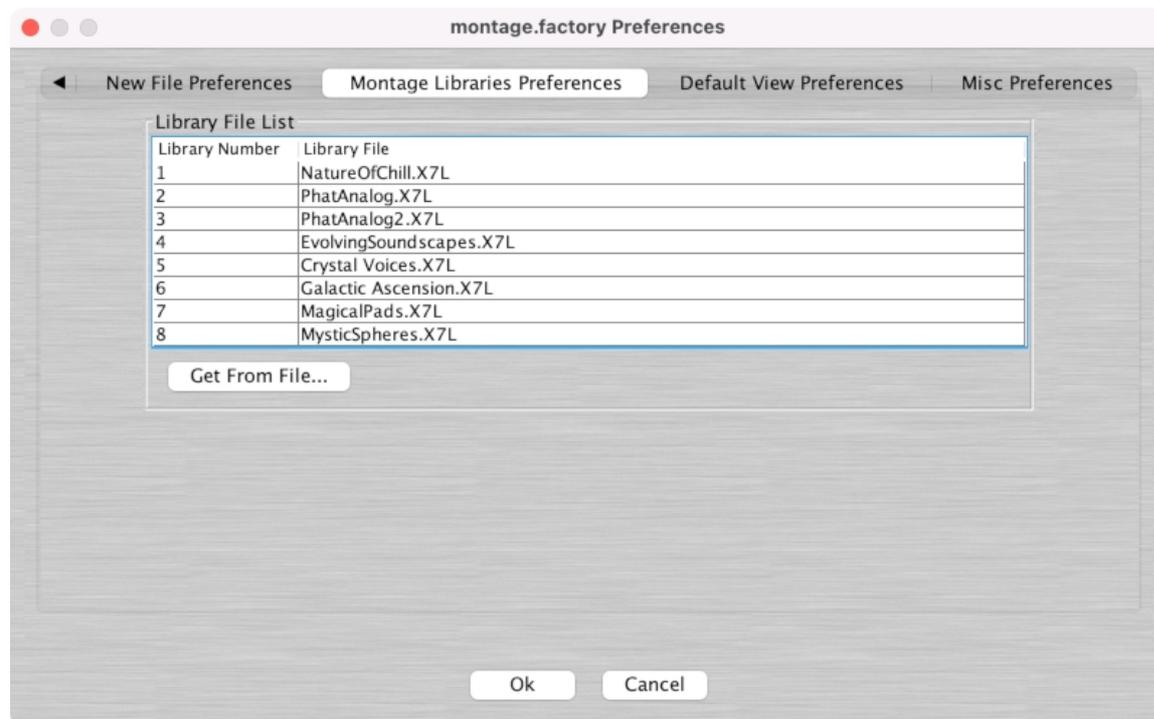 montage.factory Preferences
◀ New File Preferences Montage Libraries Preferences Default View Preferences Misc Preferences
Library File List
Library Number Library File
1 NatureOfChill.X7L
2 PhatAnalog.X7L
3 PhatAnalog2.X7L
4 EvolvingSoundscapes.X7L
5 Crystal Voices.X7L
6 Galactic Ascension.X7L
7 MagicalPads.X7L
8 MysticSpheres.X7L
Get From File...
Ok Cancel